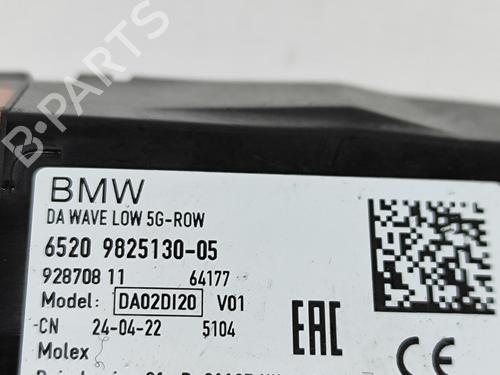 B-PARTS
BMW
DA WAVE LOW 5G-ROW
6520 9825130-05
928708 11 64177
Model: DA02DI20 V01
-CN 24-04-22 5104
Molex
EAC
CE